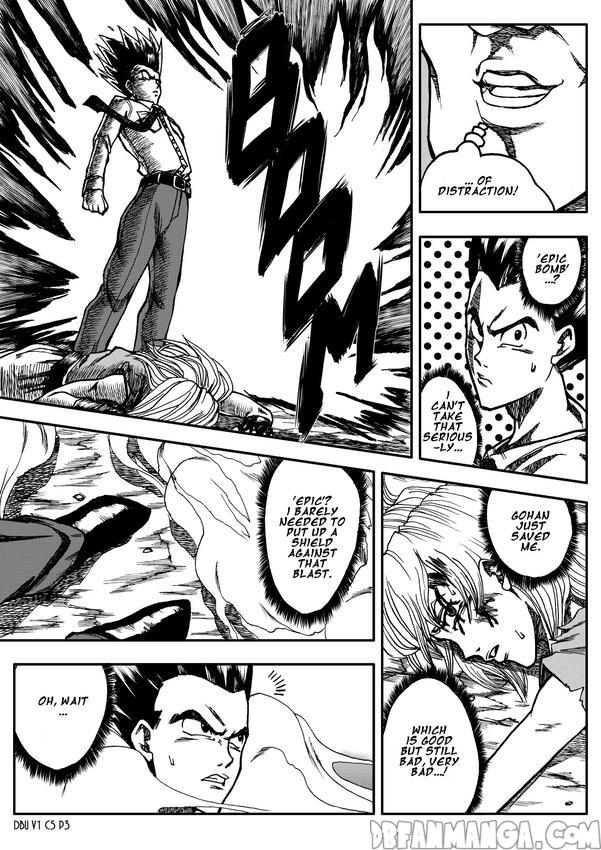 BOOOM
... OF
DISTRACTION!
'EPIC
BOMB'
...?
I
CAN'T
TAKE
THAT
SERIOUS
-LY...
'EPIC'?
I BARELY
NEEDED TO
PUT UP A
SHIELD
AGAINST
THAT
BLAST.
GOHAN
JUST
SAVED
ME.
WHICH
IS GOOD
BUT STILL
BAD, VERY
BAD...!
OH, WAIT
...
DBU V1 C5 P3
DBFANMANGA.COM